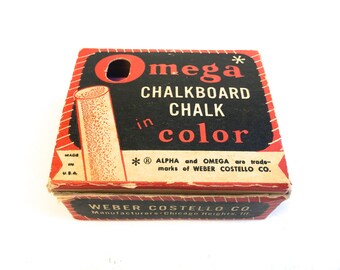 Omega*
CHALKBOARD
CHALK
in
color
MADE
IN
U.S.A.
* ® ALPHA and OMEGA are trade-
marks of WEBER COSTELLO CO.
WEBER COSTELLO CO.
Manufacturers-Chicago Heights, Ill.